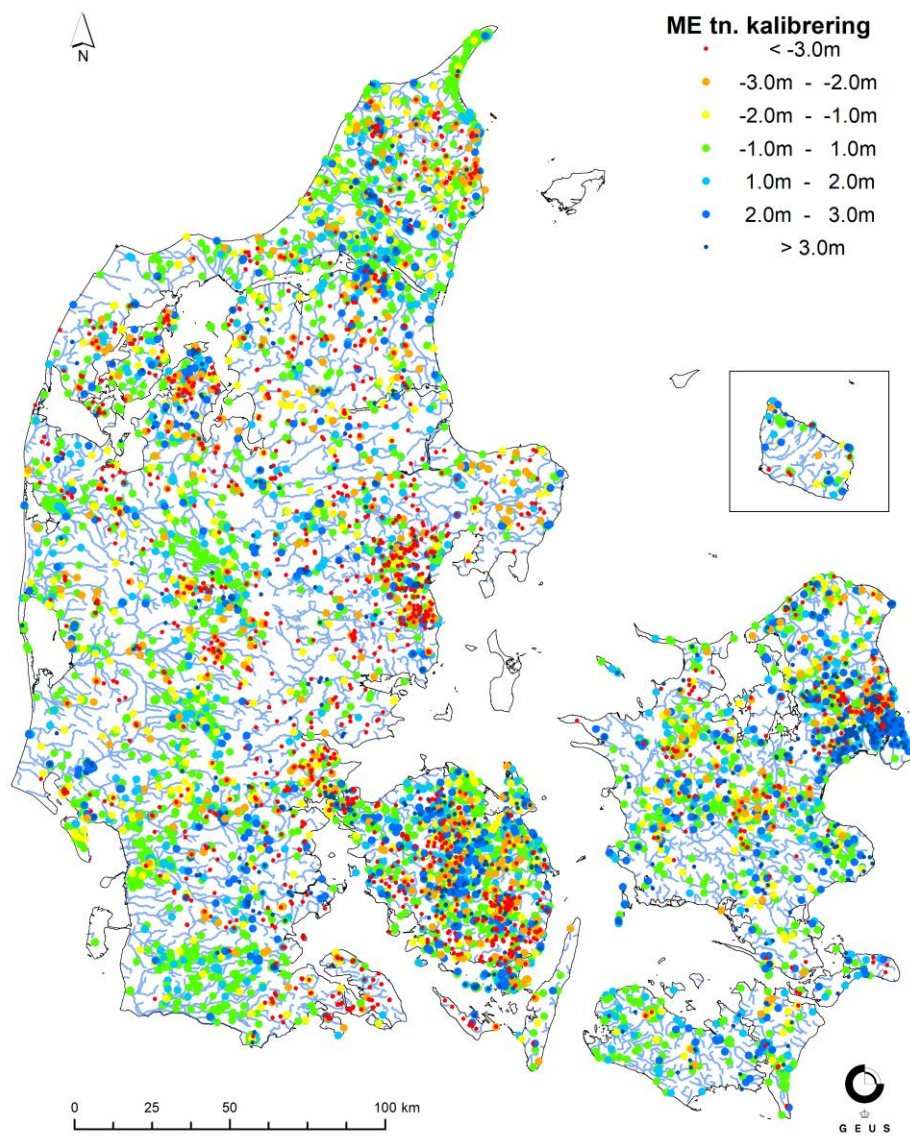 ME tn. kalibrering
< -3.0m
-3.0m - -2.0m
-2.0m - -1.0m
-1.0m - 1.0m
1.0m - 2.0m
2.0m - 3.0m
> 3.0m
N
0 25 50 100 km
G E U S